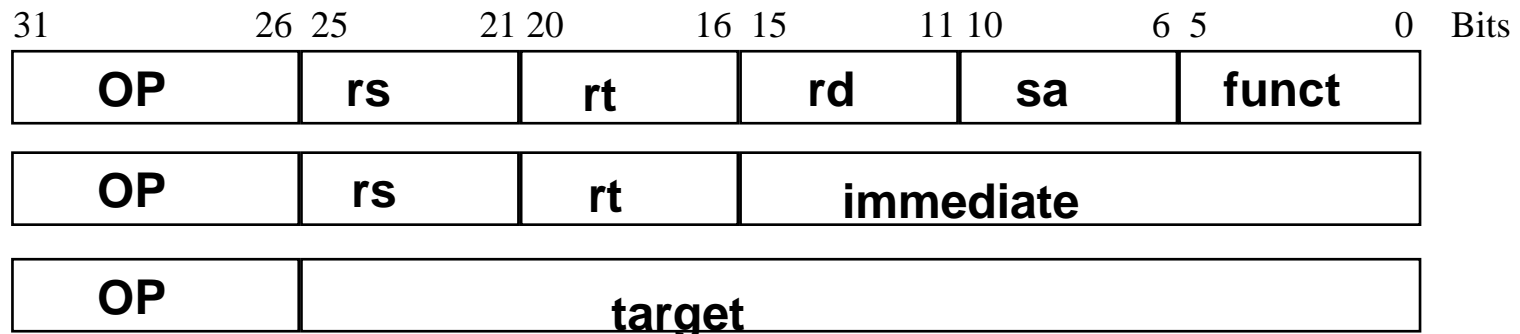 31 26 25 21 20 16 15 11 10 6 5 0 Bits
OP rs rt rd sa funct
OP rs rt immediate
OP target